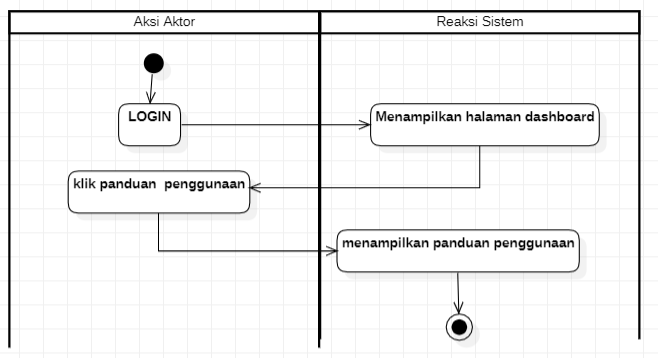 Aksi Aktor
Reaksi Sistem
LOGIN
Menampilkan halaman dashboard
klik panduan  penggunaan
menampilkan panduan penggunaan